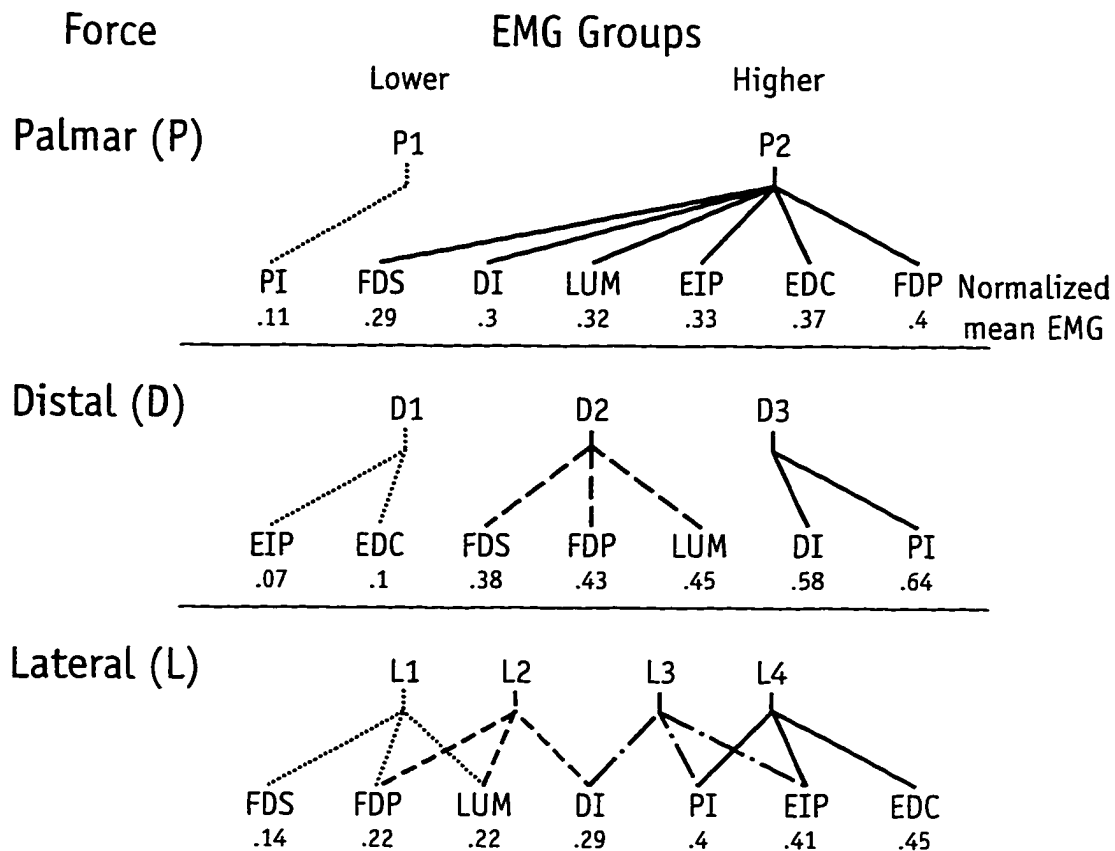 Force EMG Groups
Lower Higher
Palmar (P) P1 P2
PI FDS DI LUM EIP EDC FDP Normalized
.11 .29 .3 .32 .33 .37 .4 mean EMG
Distal (D) D1 D2 D3
EIP EDC FDS FDP LUM DI PI
.07 .1 .38 .43 .45 .58 .64
Lateral (L) L1 L2 L3 L4
FDS FDP LUM DI PI EIP EDC
.14 .22 .22 .29 .4 .41 .45